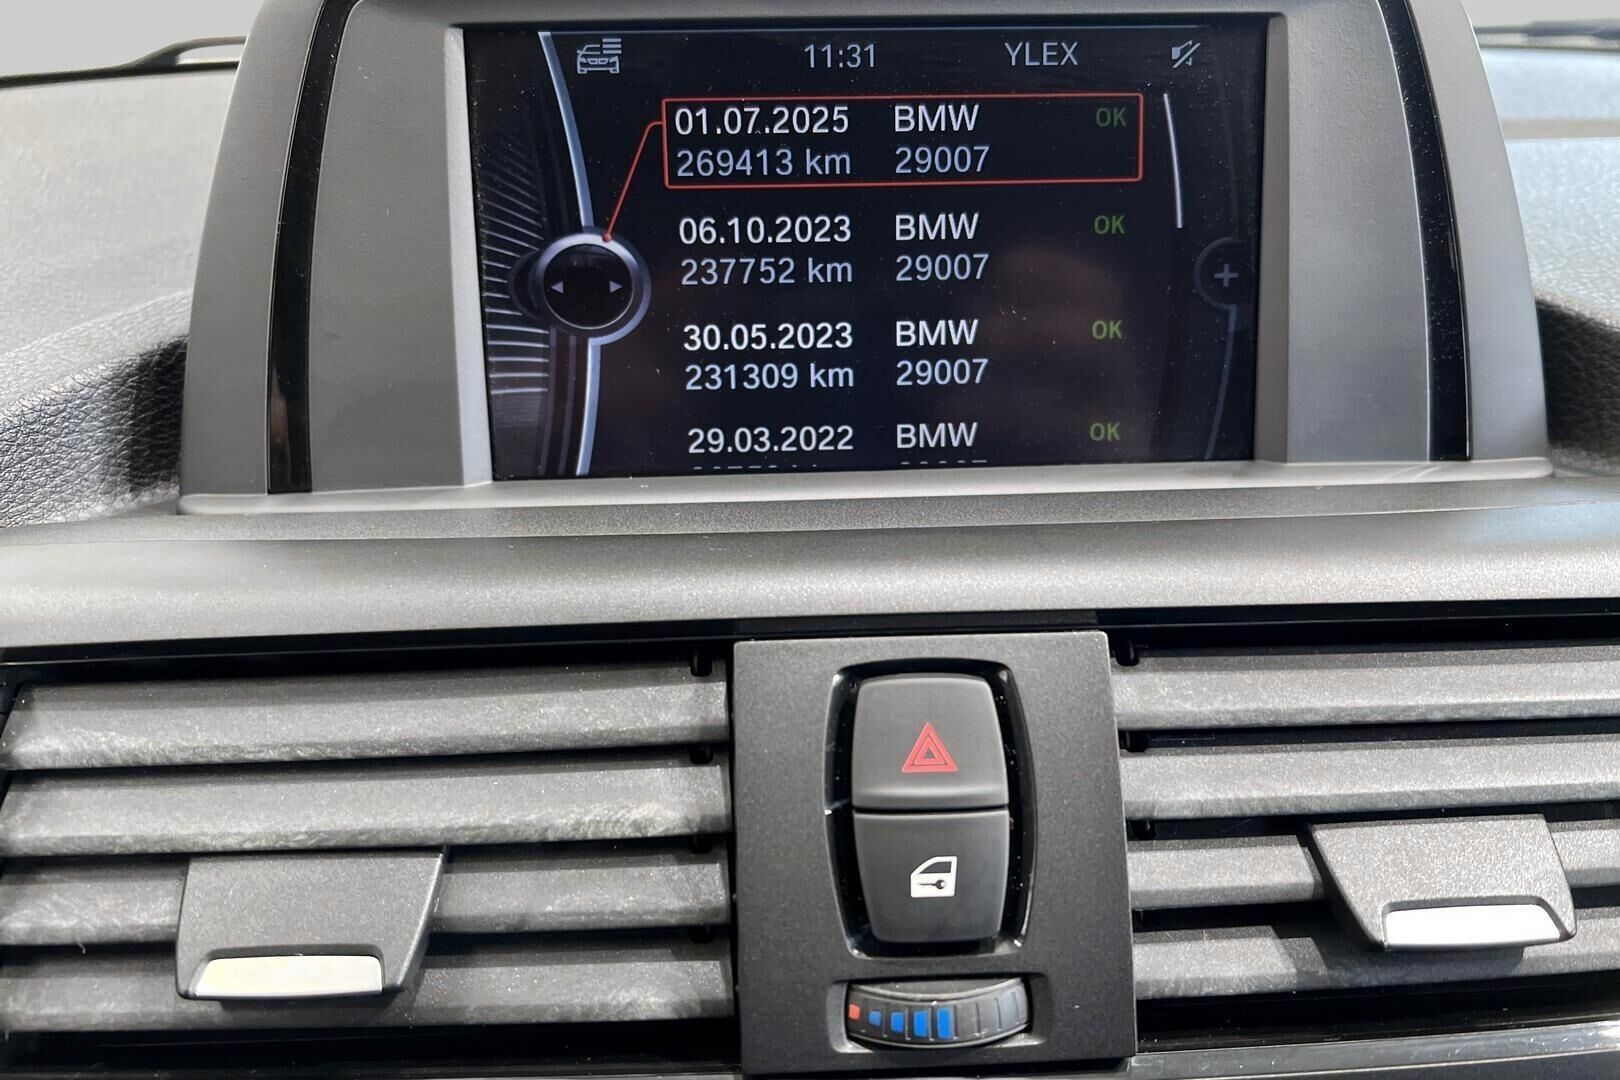 11:31 YLEX
01.07.2025 BMW OK
269413 km 29007
06.10.2023 BMW OK
237752 km 29007
30.05.2023 BMW OK
231309 km 29007
29.03.2022 BMW OK